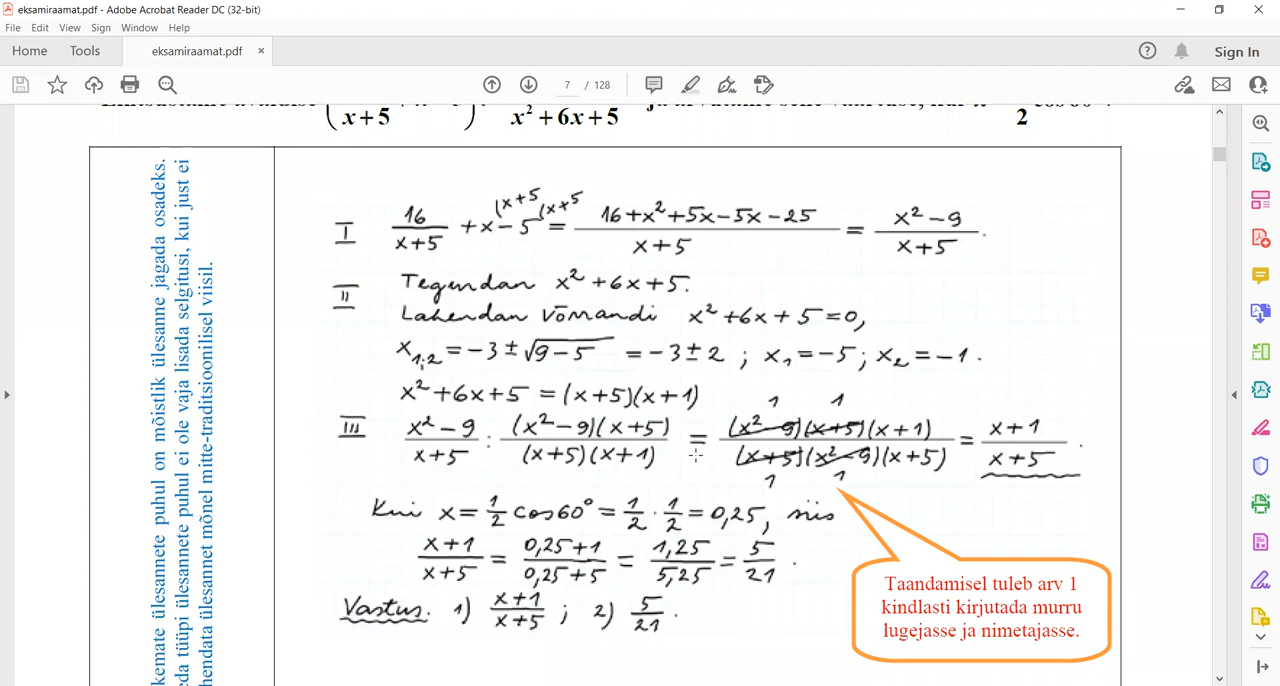 eksamiraamat.pdf - Adobe Acrobat Reader DC (32-bit)
File Edit View Sign Window Help
Home Tools eksamiraamat.pdf × Sign In
7 / 128
x+5 ) x² + 6x + 5 2
kemate ülesannete puhul on mõistlik ülesanne jagada osadeks.
eda tüüpi ülesannete puhul ei ole vaja lisada selgitusi, kui just ei
hendata ülesannet mõnel mitte-traditsioonilisel viisil.
I 16/(x+5) + x (x+5 - 5 (x+5 = (16+x²+5x-5x-25)/(x+5) = (x²-9)/(x+5).
II Tegendan x²+6x+5.
Lahendan võrrandi x²+6x+5=0,
x1;2 = -3 ± √9-5 = -3±2; x1=-5; x2=-1.
x²+6x+5=(x+5)(x+1)
III (x²-9)/(x+5) : (x²-9)(x+5)/(x+5)(x+1) = (x²-9)(x+5)(x+1)/(x+5)(x²-9)(x+5) = (x+1)/(x+5).
1 1
1 1
Kui x=1/2 cos60°=1/2·1/2=0,25, siis
(x+1)/(x+5) = (0,25+1)/(0,25+5) = 1,25/5,25 = 5/21.
Vastus. 1) (x+1)/(x+5); 2) 5/21.
Taandamisel tuleb arv 1
kindlasti kirjutada murru
lugejasse ja nimetajasse.